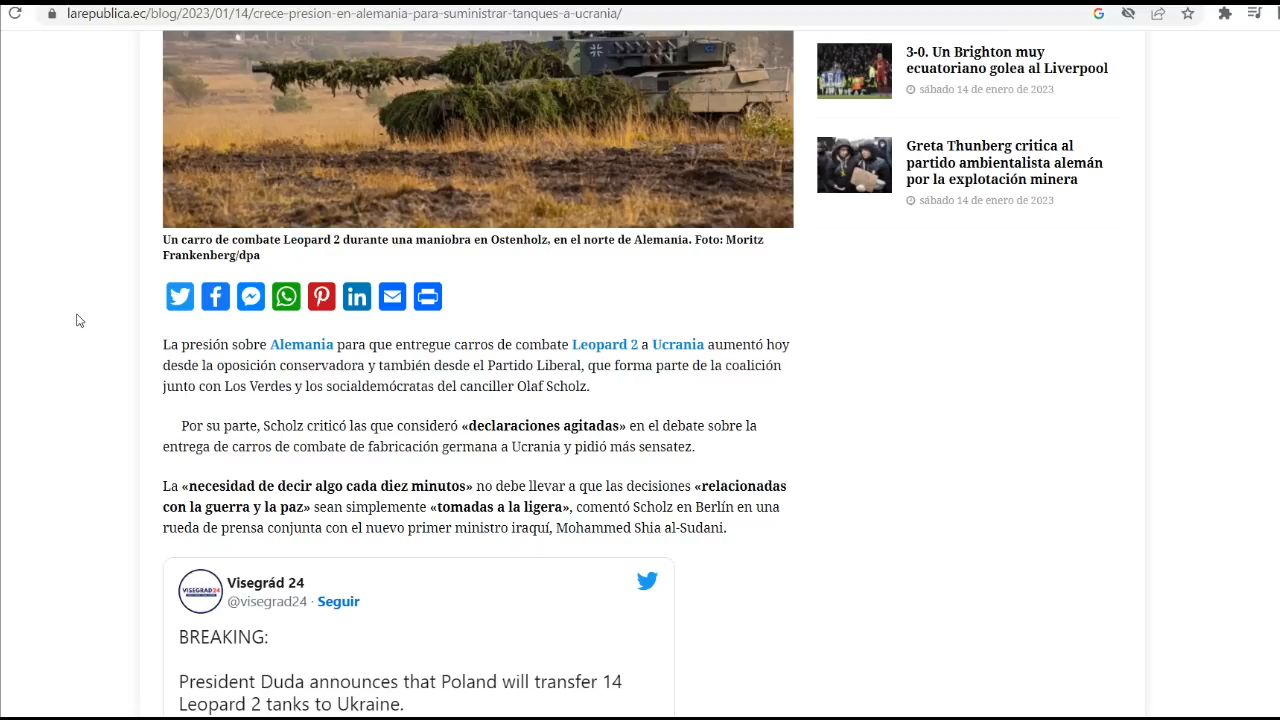 larepublica.ec/blog/2023/01/14/crece-presion-en-alemania-para-suministrar-tanques-a-ucrania/
Un carro de combate Leopard 2 durante una maniobra en Ostenholz, en el norte de Alemania. Foto: Moritz
Frankenberg/dpa
La presión sobre Alemania para que entregue carros de combate Leopard 2 a Ucrania aumentó hoy
desde la oposición conservadora y también desde el Partido Liberal, que forma parte de la coalición
junto con Los Verdes y los socialdemócratas del canciller Olaf Scholz.
Por su parte, Scholz criticó las que consideró «declaraciones agitadas» en el debate sobre la
entrega de carros de combate de fabricación germana a Ucrania y pidió más sensatez.
La «necesidad de decir algo cada diez minutos» no debe llevar a que las decisiones «relacionadas
con la guerra y la paz» sean simplemente «tomadas a la ligera», comentó Scholz en Berlín en una
rueda de prensa conjunta con el nuevo primer ministro iraquí, Mohammed Shia al-Sudani.
VISEGRAD24
Visegrád 24
@visegrad24 · Seguir
BREAKING:
President Duda announces that Poland will transfer 14
Leopard 2 tanks to Ukraine.
3-0. Un Brighton muy
ecuatoriano golea al Liverpool
sábado 14 de enero de 2023
Greta Thunberg critica al
partido ambientalista alemán
por la explotación minera
sábado 14 de enero de 2023